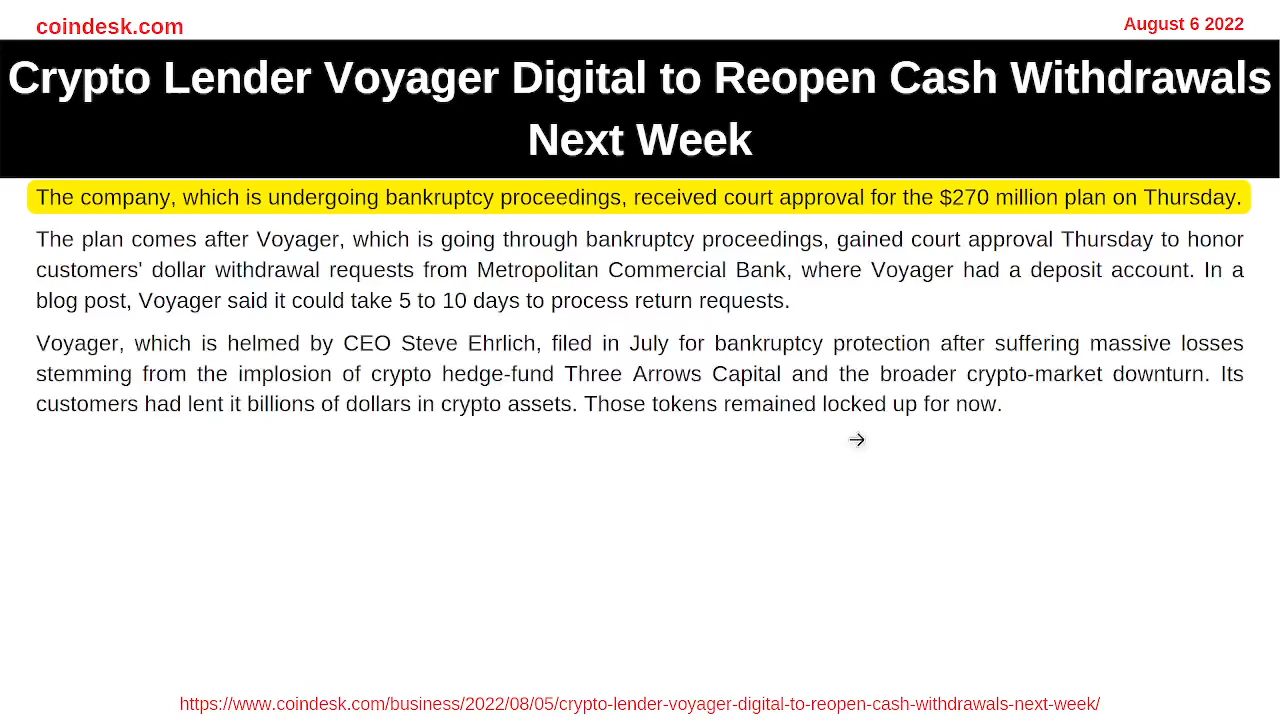 coindesk.com
August 6 2022
Crypto Lender Voyager Digital to Reopen Cash Withdrawals
Next Week
The company, which is undergoing bankruptcy proceedings, received court approval for the $270 million plan on Thursday.
The plan comes after Voyager, which is going through bankruptcy proceedings, gained court approval Thursday to honor
customers' dollar withdrawal requests from Metropolitan Commercial Bank, where Voyager had a deposit account. In a
blog post, Voyager said it could take 5 to 10 days to process return requests.
Voyager, which is helmed by CEO Steve Ehrlich, filed in July for bankruptcy protection after suffering massive losses
stemming from the implosion of crypto hedge-fund Three Arrows Capital and the broader crypto-market downturn. Its
customers had lent it billions of dollars in crypto assets. Those tokens remained locked up for now.
https://www.coindesk.com/business/2022/08/05/crypto-lender-voyager-digital-to-reopen-cash-withdrawals-next-week/